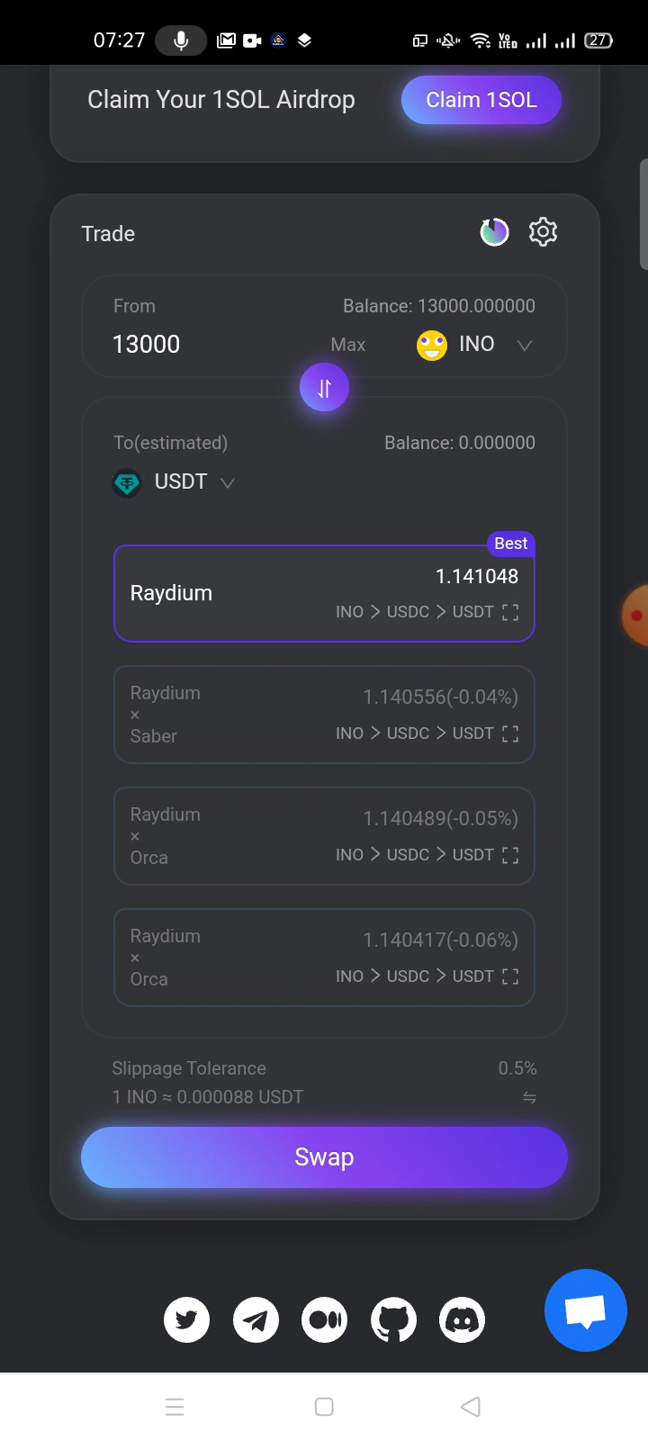 07:27
Vo LTED
27
Claim Your 1SOL Airdrop
Claim 1SOL
Trade
From
Balance: 13000.000000
13000
Max
INO
To(estimated)
Balance: 0.000000
USDT
Best
Raydium
1.141048
INO > USDC > USDT
Raydium
×
Saber
1.140556(-0.04%)
INO > USDC > USDT
Raydium
×
Orca
1.140489(-0.05%)
INO > USDC > USDT
Raydium
×
Orca
1.140417(-0.06%)
INO > USDC > USDT
Slippage Tolerance
0.5%
1 INO ≈ 0.000088 USDT
Swap